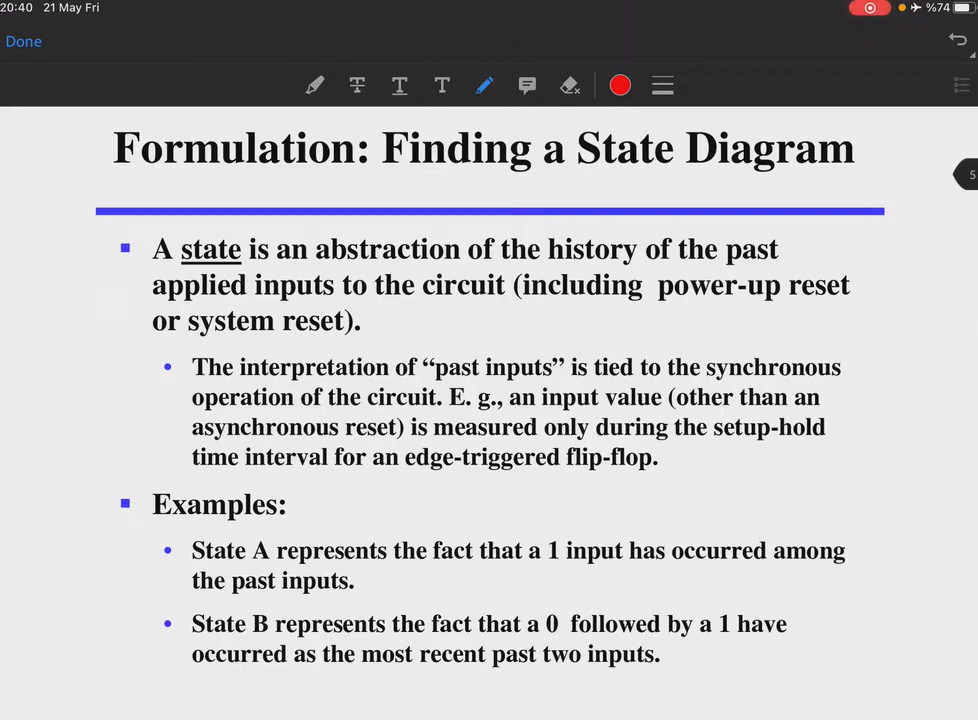 20:40 21 May Fri
%74
Done
T T T
Formulation: Finding a State Diagram
5
A state is an abstraction of the history of the past
applied inputs to the circuit (including power-up reset
or system reset).
The interpretation of “past inputs” is tied to the synchronous
operation of the circuit. E. g., an input value (other than an
asynchronous reset) is measured only during the setup-hold
time interval for an edge-triggered flip-flop.
Examples:
State A represents the fact that a 1 input has occurred among
the past inputs.
State B represents the fact that a 0 followed by a 1 have
occurred as the most recent past two inputs.